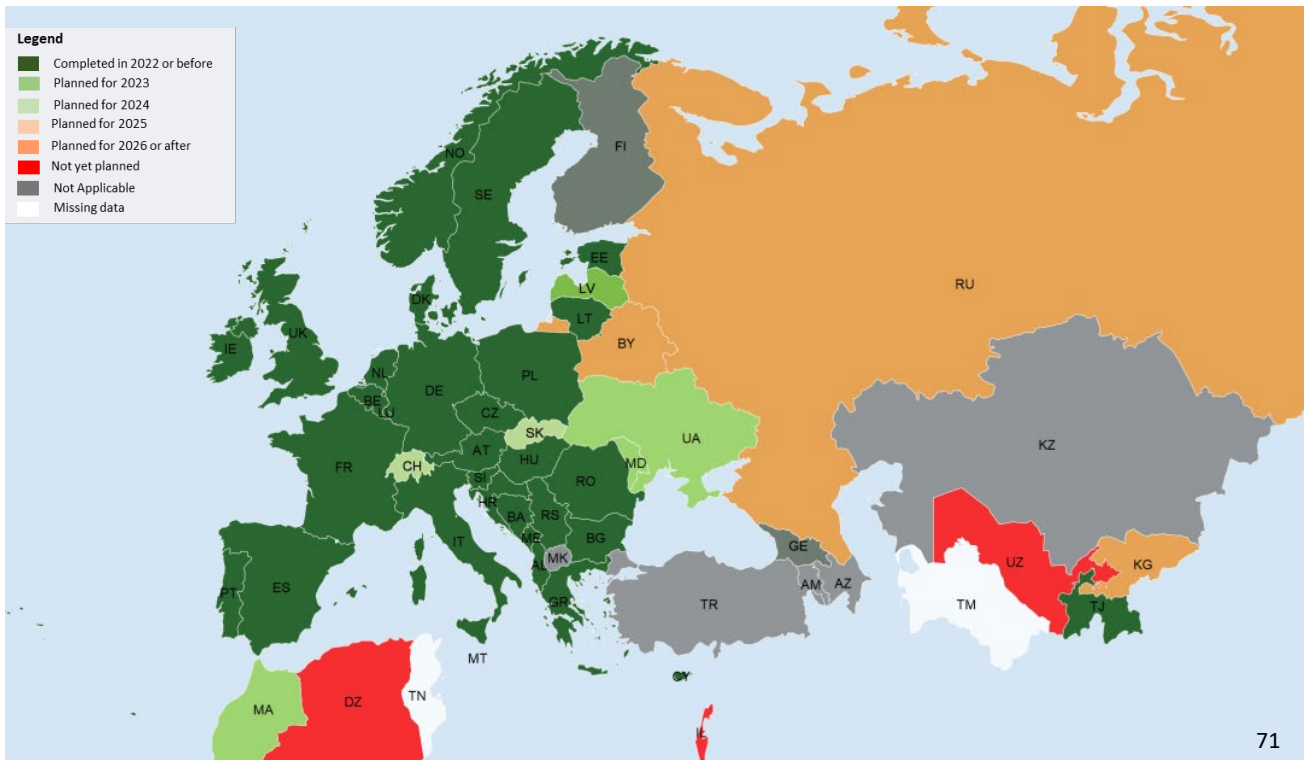 Legend
Completed in 2022 or before
Planned for 2023
Planned for 2024
Planned for 2025
Planned for 2026 or after
Not yet planned
Not Applicable
Missing data
NO
FI
SE
EE
RU
LV
DK
LT
UK
IE
BY
NL
PL
DE
BE
LU
CZ
SK
UA
KZ
AT
CH
FR
HU
MD
SI
RO
HR
BA
RS
ME
BG
IT
GE
MK
AL
UZ
KG
AM
AZ
ES
PT
GR
TR
TM
TJ
MT
CY
TN
DZ
MA
IL
71